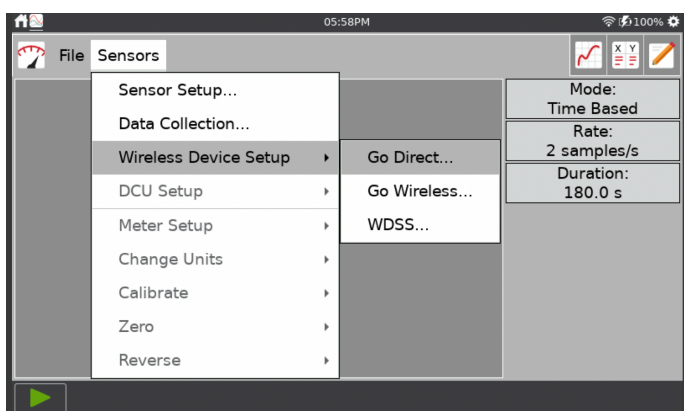 05:58PM
100%
File Sensors
X Y
Sensor Setup...
Data Collection...
Wireless Device Setup
DCU Setup
Meter Setup
Change Units
Calibrate
Zero
Reverse
Go Direct...
Go Wireless...
WDSS...
Mode:
Time Based
Rate:
2 samples/s
Duration:
180.0 s